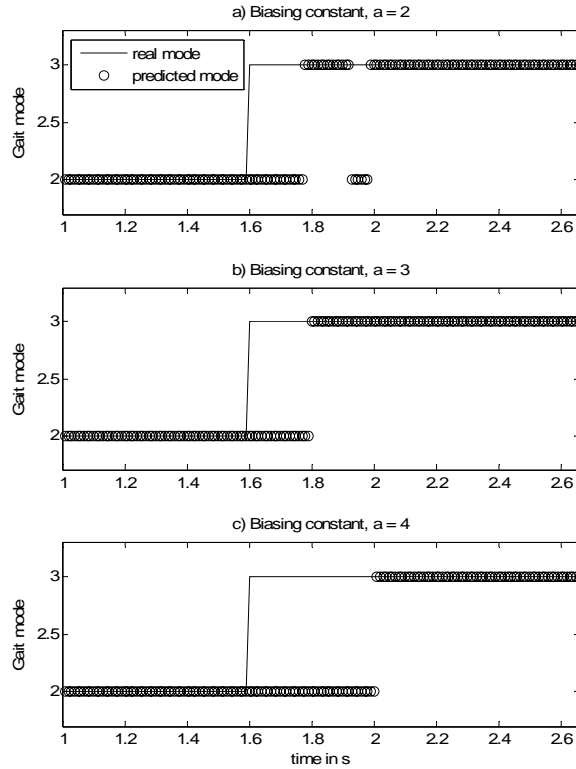 a) Biasing constant, a = 2
real mode
predicted mode
Gait mode
3
2.5
2
1 1.2 1.4 1.6 1.8 2 2.2 2.4 2.6
b) Biasing constant, a = 3
Gait mode
3
2.5
2
1 1.2 1.4 1.6 1.8 2 2.2 2.4 2.6
c) Biasing constant, a = 4
Gait mode
3
2.5
2
1 1.2 1.4 1.6 1.8 2 2.2 2.4 2.6
time in s